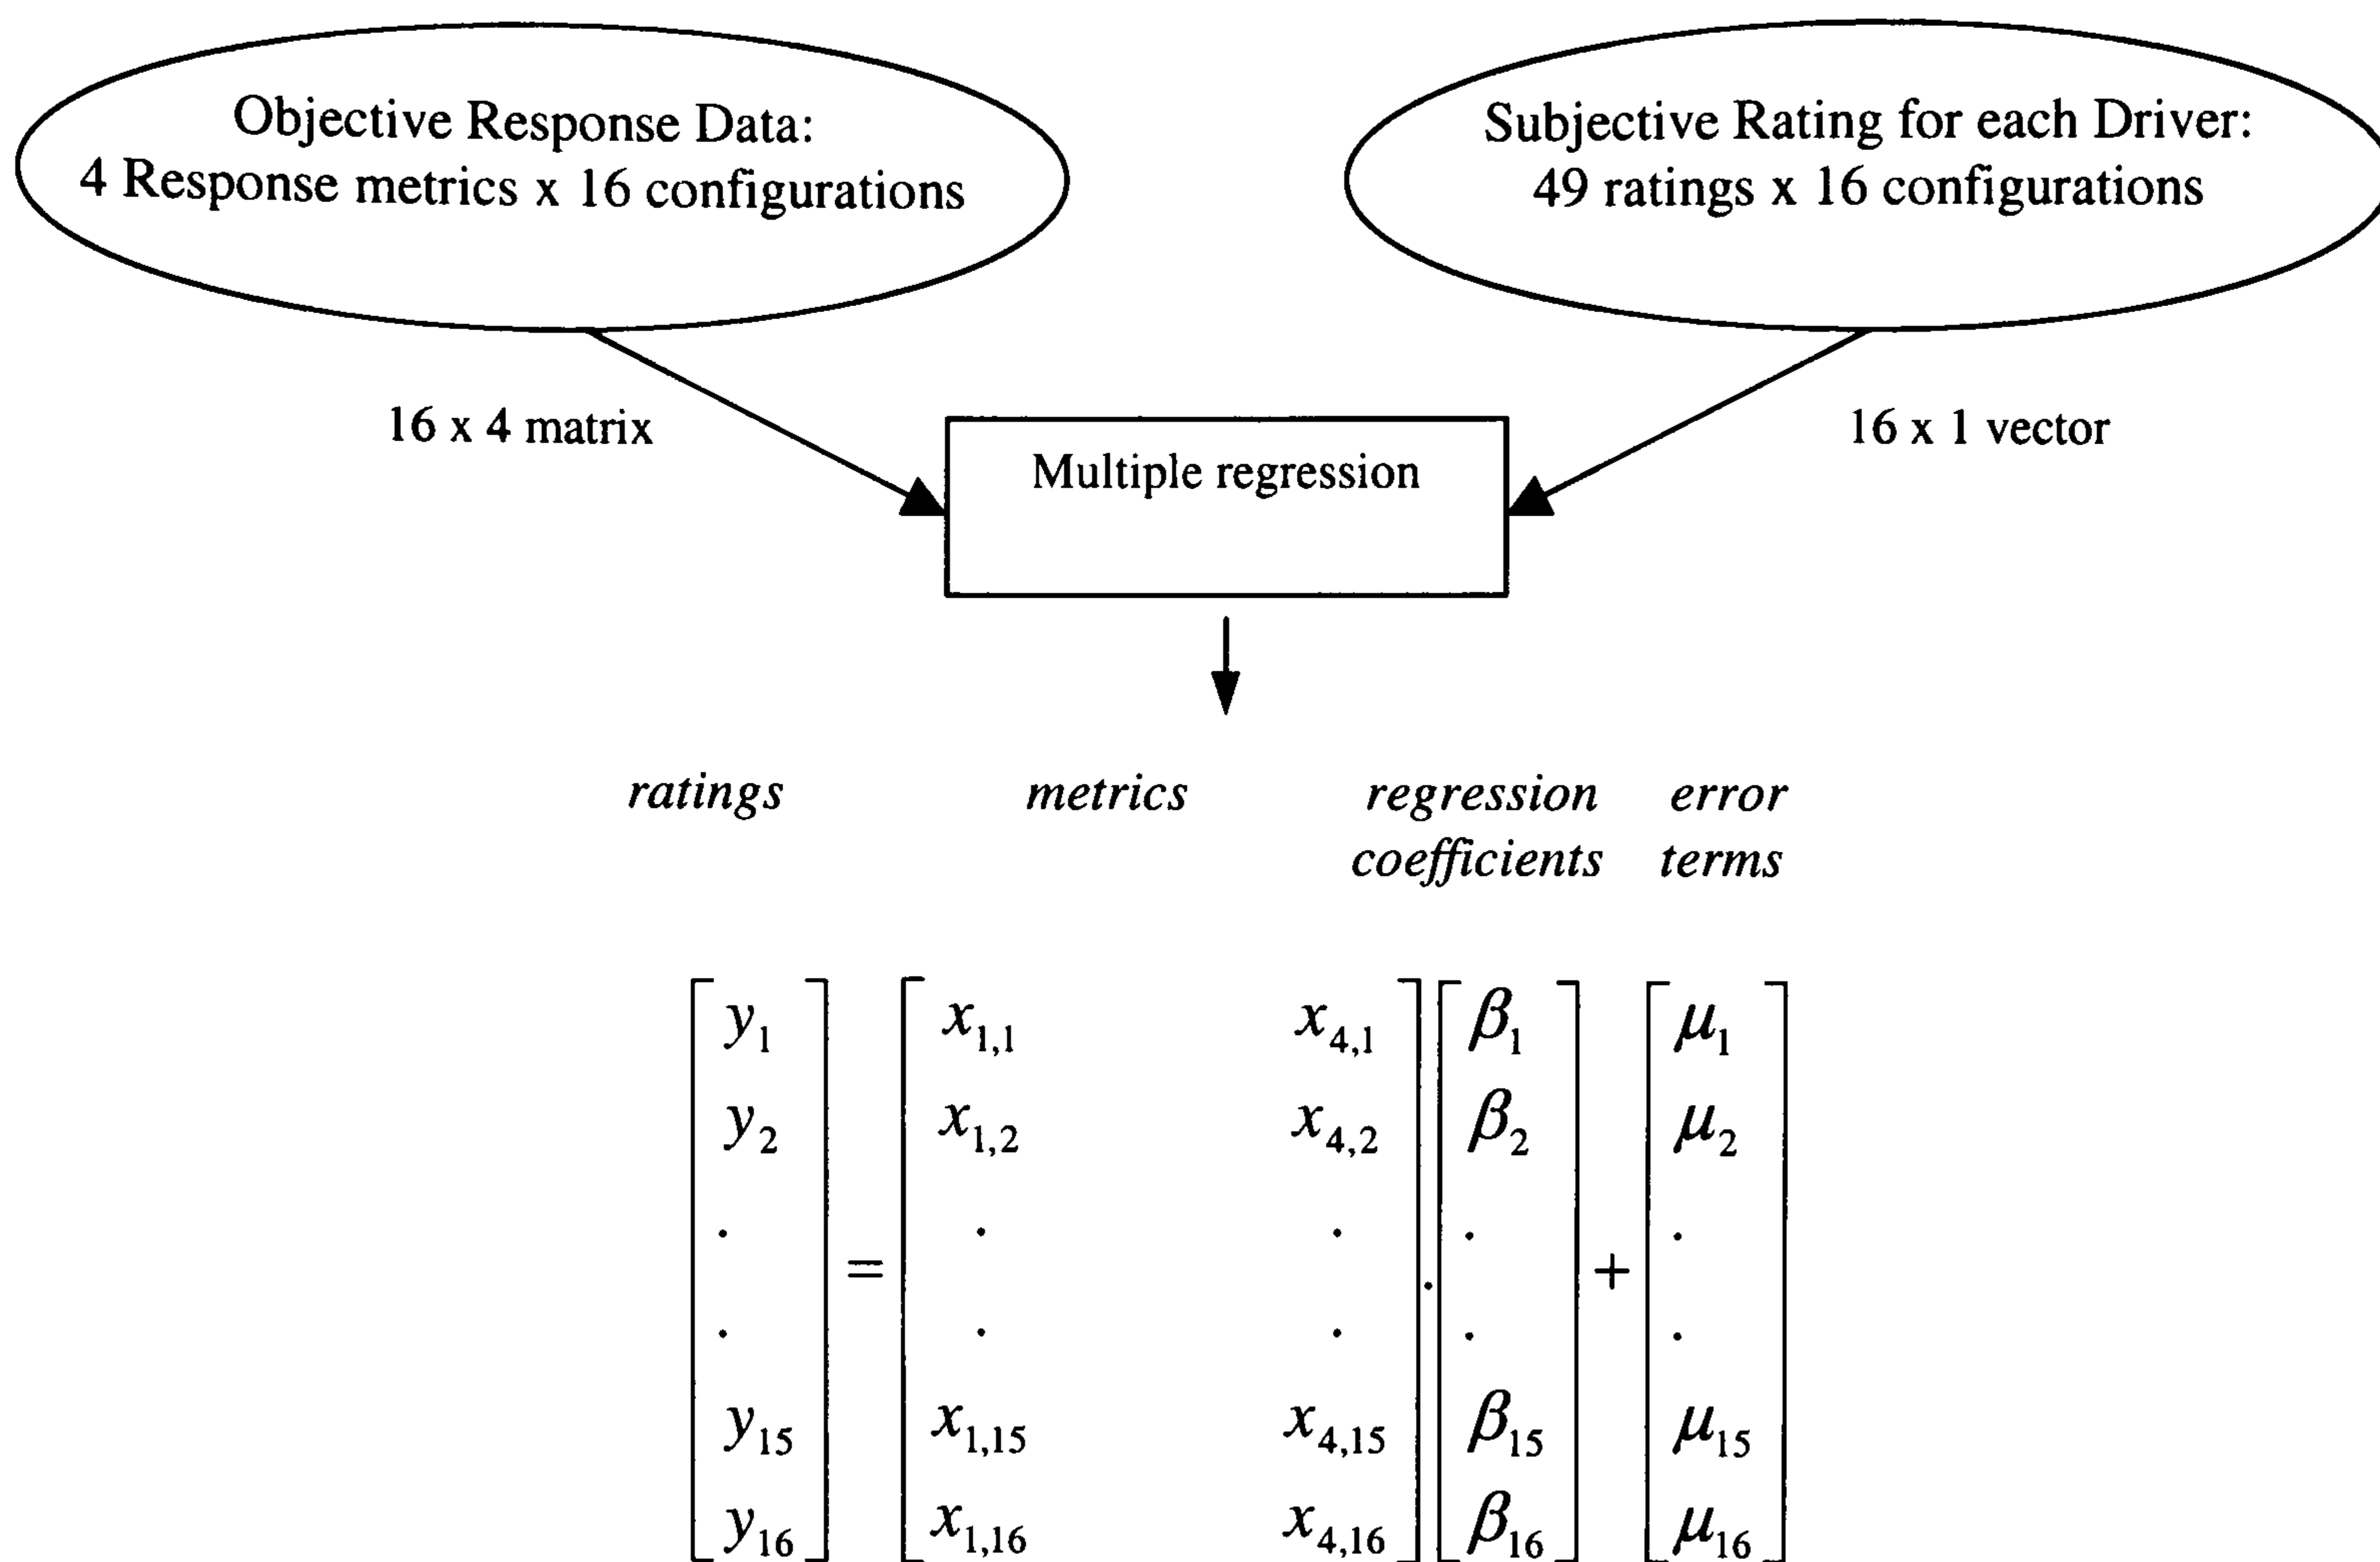 Objective Response Data:
4 Response metrics x 16 configurations
Subjective Rating for each Driver:
49 ratings x 16 configurations
16 x 4 matrix
16 x 1 vector
Multiple regression
ratings metrics regression error
coefficients terms
y₁ x₁,₁ x₄,₁ β₁ μ₁
y₂ x₁,₂ x₄,₂ β₂ μ₂
. . . . .
= . +
. . . . .
y₁₅ x₁,₁₅ x₄,₁₅ β₁₅ μ₁₅
y₁₆ x₁,₁₆ x₄,₁₆ β₁₆ μ₁₆